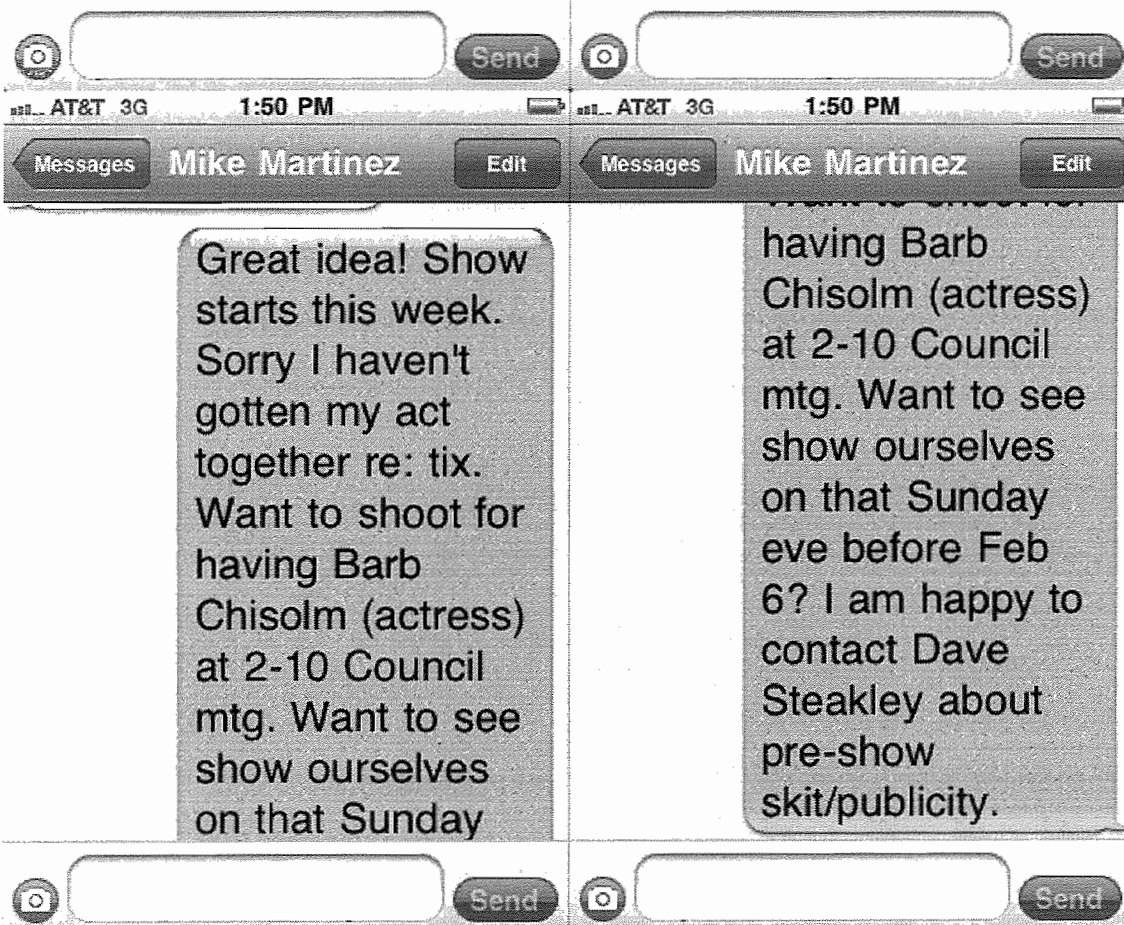 Send
AT&T 3G 1:50 PM
Messages Mike Martinez Edit
Great idea! Show
starts this week.
Sorry I haven't
gotten my act
together re: tix.
Want to shoot for
having Barb
Chisolm (actress)
at 2-10 Council
mtg. Want to see
show ourselves
on that Sunday
Send
Send
AT&T 3G 1:50 PM
Messages Mike Martinez Edit
Want to shoot for
having Barb
Chisolm (actress)
at 2-10 Council
mtg. Want to see
show ourselves
on that Sunday
eve before Feb
6? I am happy to
contact Dave
Steakley about
pre-show
skit/publicity.
Send